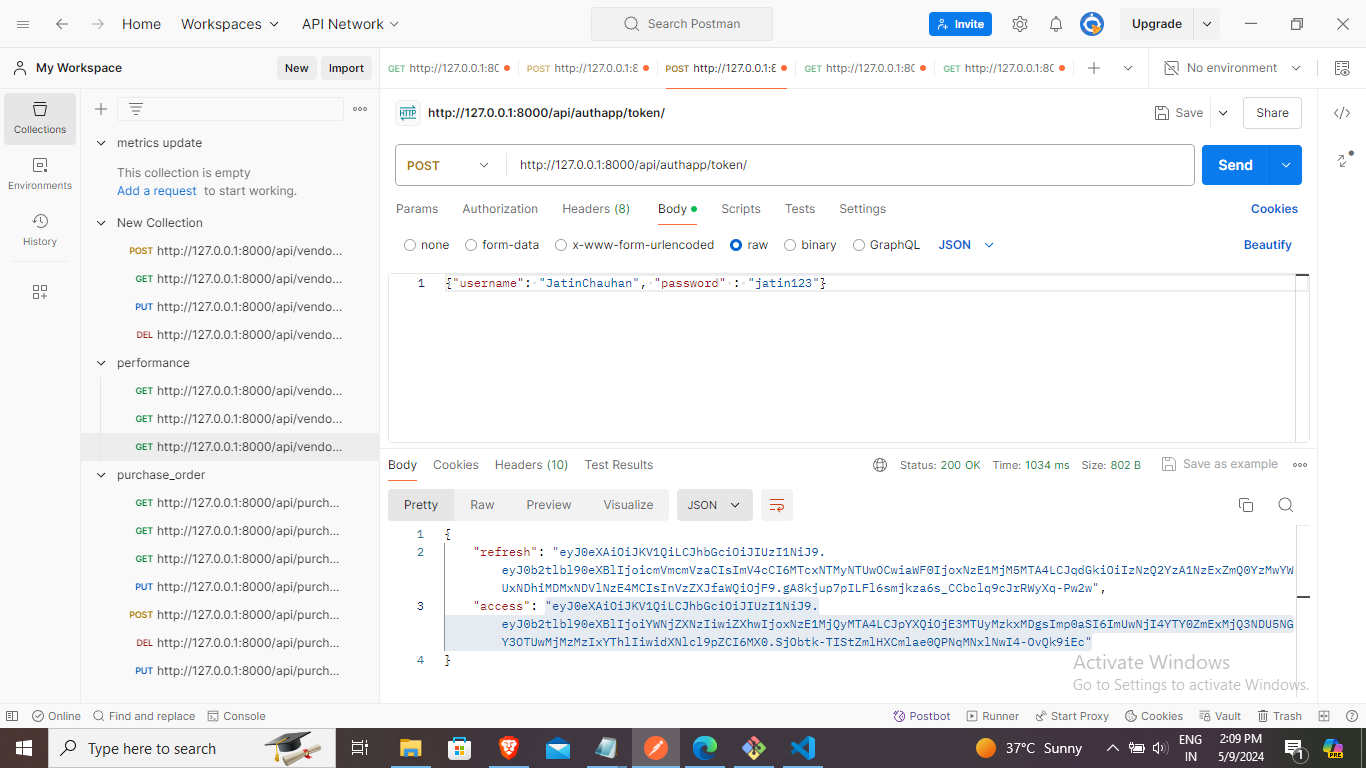 Home
Workspaces
API Network
Search Postman
Invite
Upgrade
My Workspace
New
Import
GET http://127.0.0.1:80
POST http://127.0.0.1:8
POST http://127.0.0.1:8
GET http://127.0.0.1:80
GET http://127.0.0.1:80
No environment
Collections
Environments
History
metrics update
This collection is empty
Add a request to start working.
New Collection
POST http://127.0.0.1:8000/api/vendo...
GET http://127.0.0.1:8000/api/vendo...
PUT http://127.0.0.1:8000/api/vendo...
DEL http://127.0.0.1:8000/api/vendo...
performance
GET http://127.0.0.1:8000/api/vendo...
GET http://127.0.0.1:8000/api/vendo...
GET http://127.0.0.1:8000/api/vendo...
purchase_order
GET http://127.0.0.1:8000/api/purch...
GET http://127.0.0.1:8000/api/purch...
GET http://127.0.0.1:8000/api/purch...
PUT http://127.0.0.1:8000/api/purch...
POST http://127.0.0.1:8000/api/purch...
DEL http://127.0.0.1:8000/api/purch...
PUT http://127.0.0.1:8000/api/purch...
HTTP http://127.0.0.1:8000/api/authapp/token/
Save
Share
POST http://127.0.0.1:8000/api/authapp/token/
Send
Params Authorization Headers (8) Body Scripts Tests Settings Cookies
none form-data x-www-form-urlencoded raw binary GraphQL JSON Beautify
1 {"username": "JatinChauhan", "password" : "jatin123"}
Body Cookies Headers (10) Test Results
Status: 200 OK Time: 1034 ms Size: 802 B Save as example
Pretty Raw Preview Visualize JSON
1 {
2 "refresh": "eyJ0eXAiOiJKV1QiLCJhbGciOiJIUzI1NiJ9.
eyJ0b2tlbl90eXBlIjoicmVmcmVzaCIsImV4cCI6MTcxNTMyNTUwOCwiaWF0IjoxNzE1MjM5MTA4LCJqdGkiOiIzNzQ2YzA1NzExZmQ0YzMwYW
UxNDhiMDMxNDVlNzE4MCIsInVzZXJfaWQiOjF9.gA8kjup7pILFl6smjkza6s_CCbclq9cJrRWyXq-Pw2w",
3 "access": "eyJ0eXAiOiJKV1QiLCJhbGciOiJIUzI1NiJ9.
eyJ0b2tlbl90eXBlIjoiYWNjZXNzIiwiZXhwIjoxNzE1MjQyMTA4LCJpYXQiOjE3MTUyMzkxMDgsImp0aSI6ImUwNjI4YTY0ZmExMjQ3NDU5NG
Y3OTUwMjMzMzIxYThlIiwidXNlcl9pZCI6MX0.SjObtk-TIStZmlHXCmlae0QPNqMNxlNwI4-OvQk9iEc"
4 }
Activate Windows
Go to Settings to activate Windows.
Online
Find and replace
Console
Postbot
Runner
Start Proxy
Cookies
Vault
Trash
Type here to search
37°C Sunny
ENG
IN
2:09 PM
5/9/2024
1
PRE